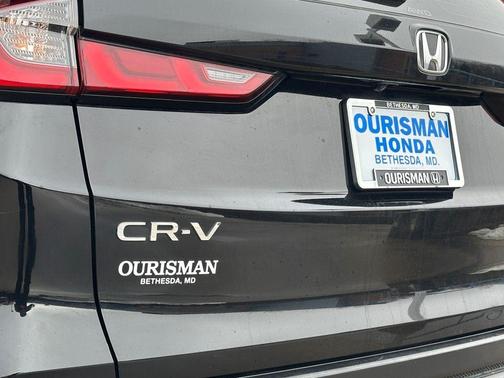 BETHESDA, MD
OURISMAN
HONDA
BETHESDA, MD.
OURISMAN
CR-V
OURISMAN
BETHESDA, MD